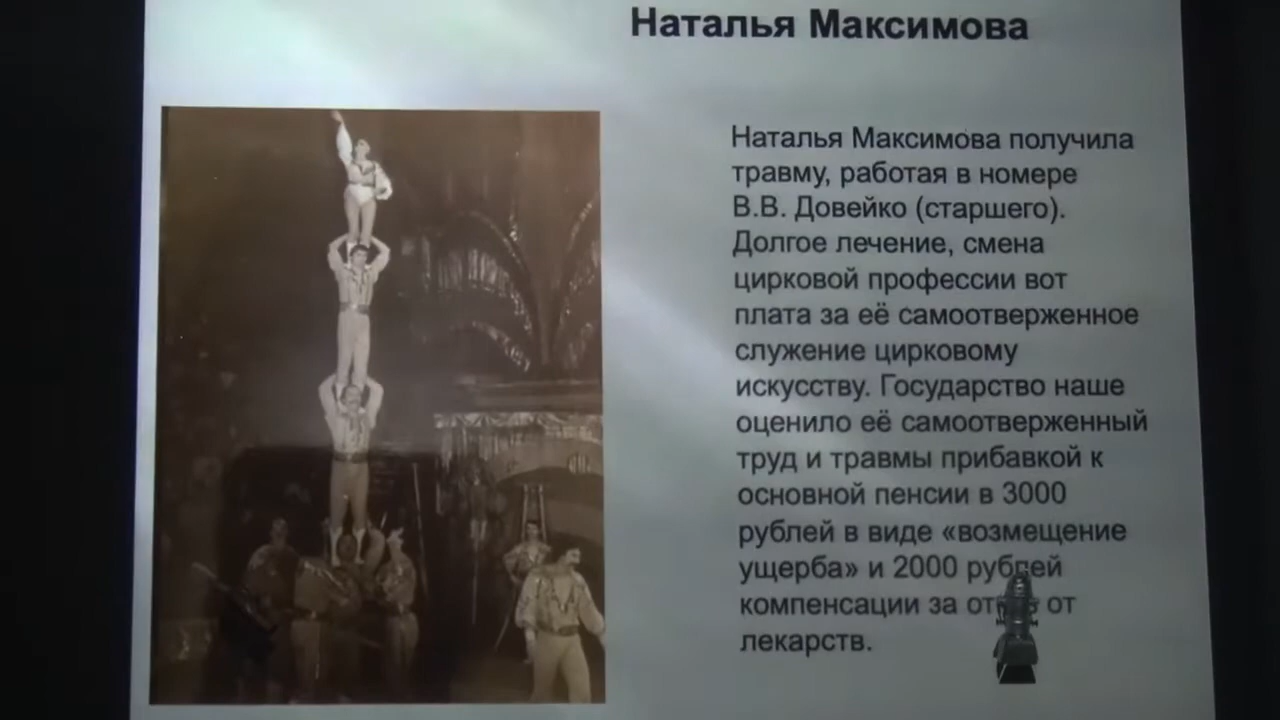 Наталья Максимова
Наталья Максимова получила
травму, работая в номере
В.В. Довейко (старшего).
Долгое лечение, смена
цирковой профессии вот
плата за её самоотверженное
служение цирковому
искусству. Государство наше
оценило её самоотверженный
труд и травмы прибавкой к
основной пенсии в 3000
рублей в виде «возмещение
ущерба» и 2000 рублей
компенсации за от
лекарств.